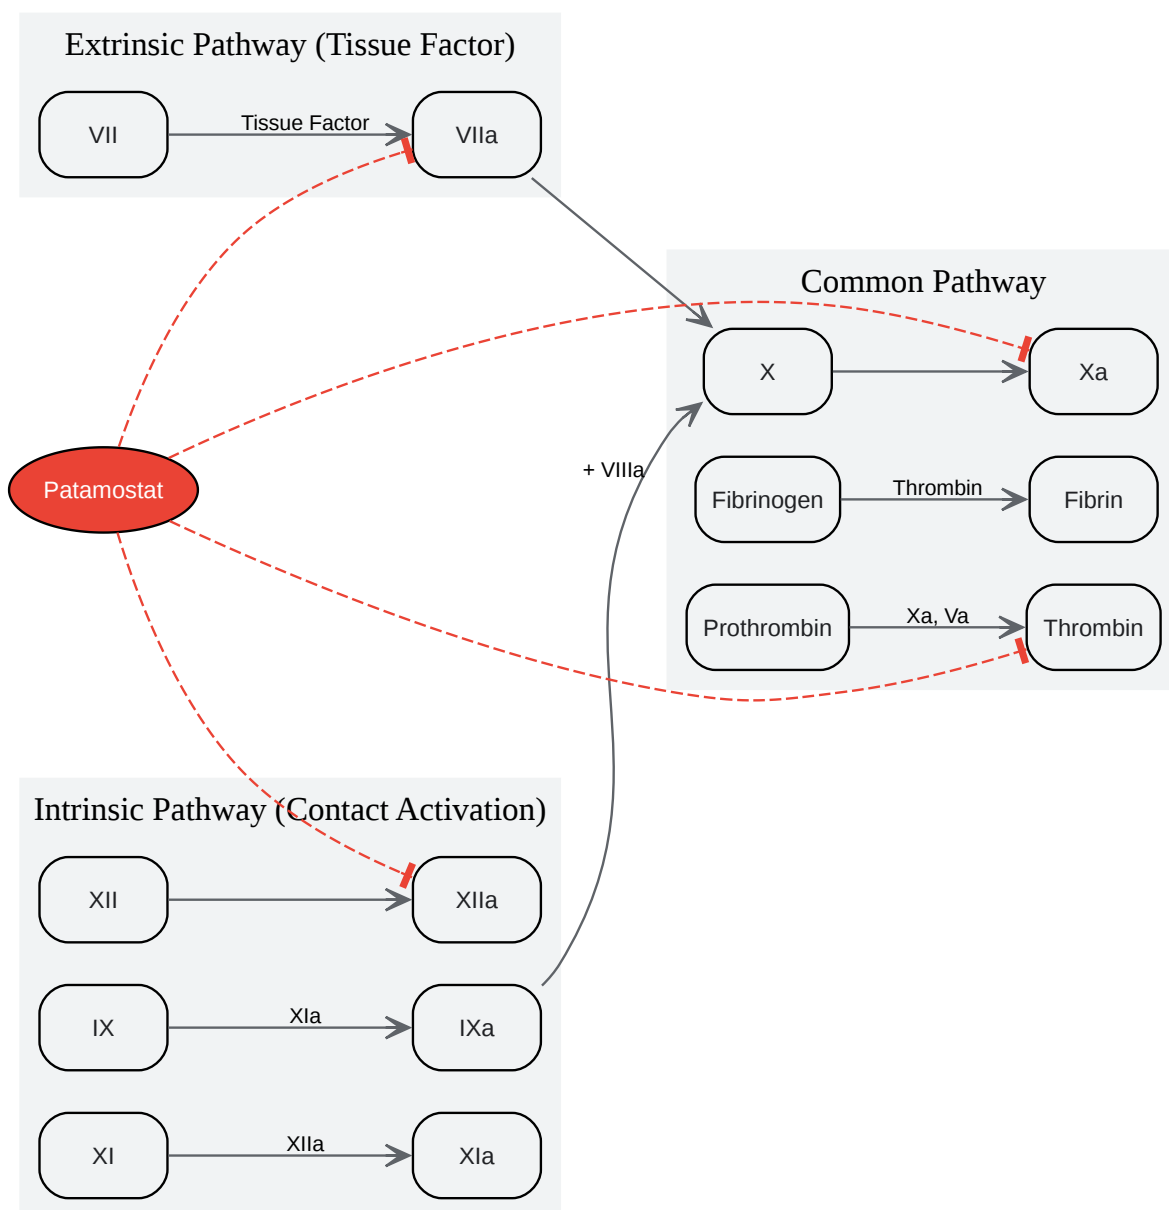 Extrinsic Pathway (Tissue Factor)
VII
Tissue Factor
VIIa
Common Pathway
X
Xa
+ VIIIa
Patamostat
Fibrinogen
Thrombin
Fibrin
Prothrombin
Xa, Va
Thrombin
Intrinsic Pathway (Contact Activation)
XII
XIIa
IX
XIa
IXa
XI
XIIa
XIa